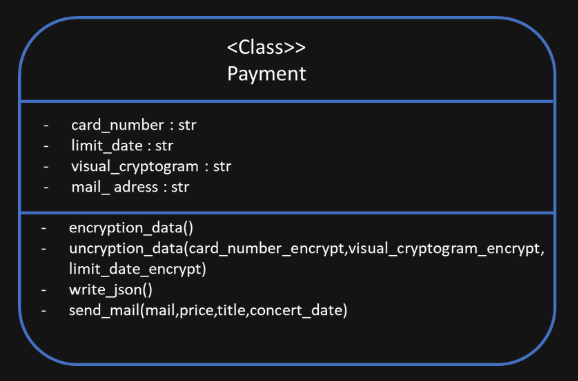 <Class>>
Payment
- card_number : str
- limit_date : str
- visual_cryptogram : str
- mail_ adress : str
- encryption_data()
- uncryption_data(card_number_encrypt,visual_cryptogram_encrypt,
limit_date_encrypt)
- write_json()
- send_mail(mail,price,title,concert_date)